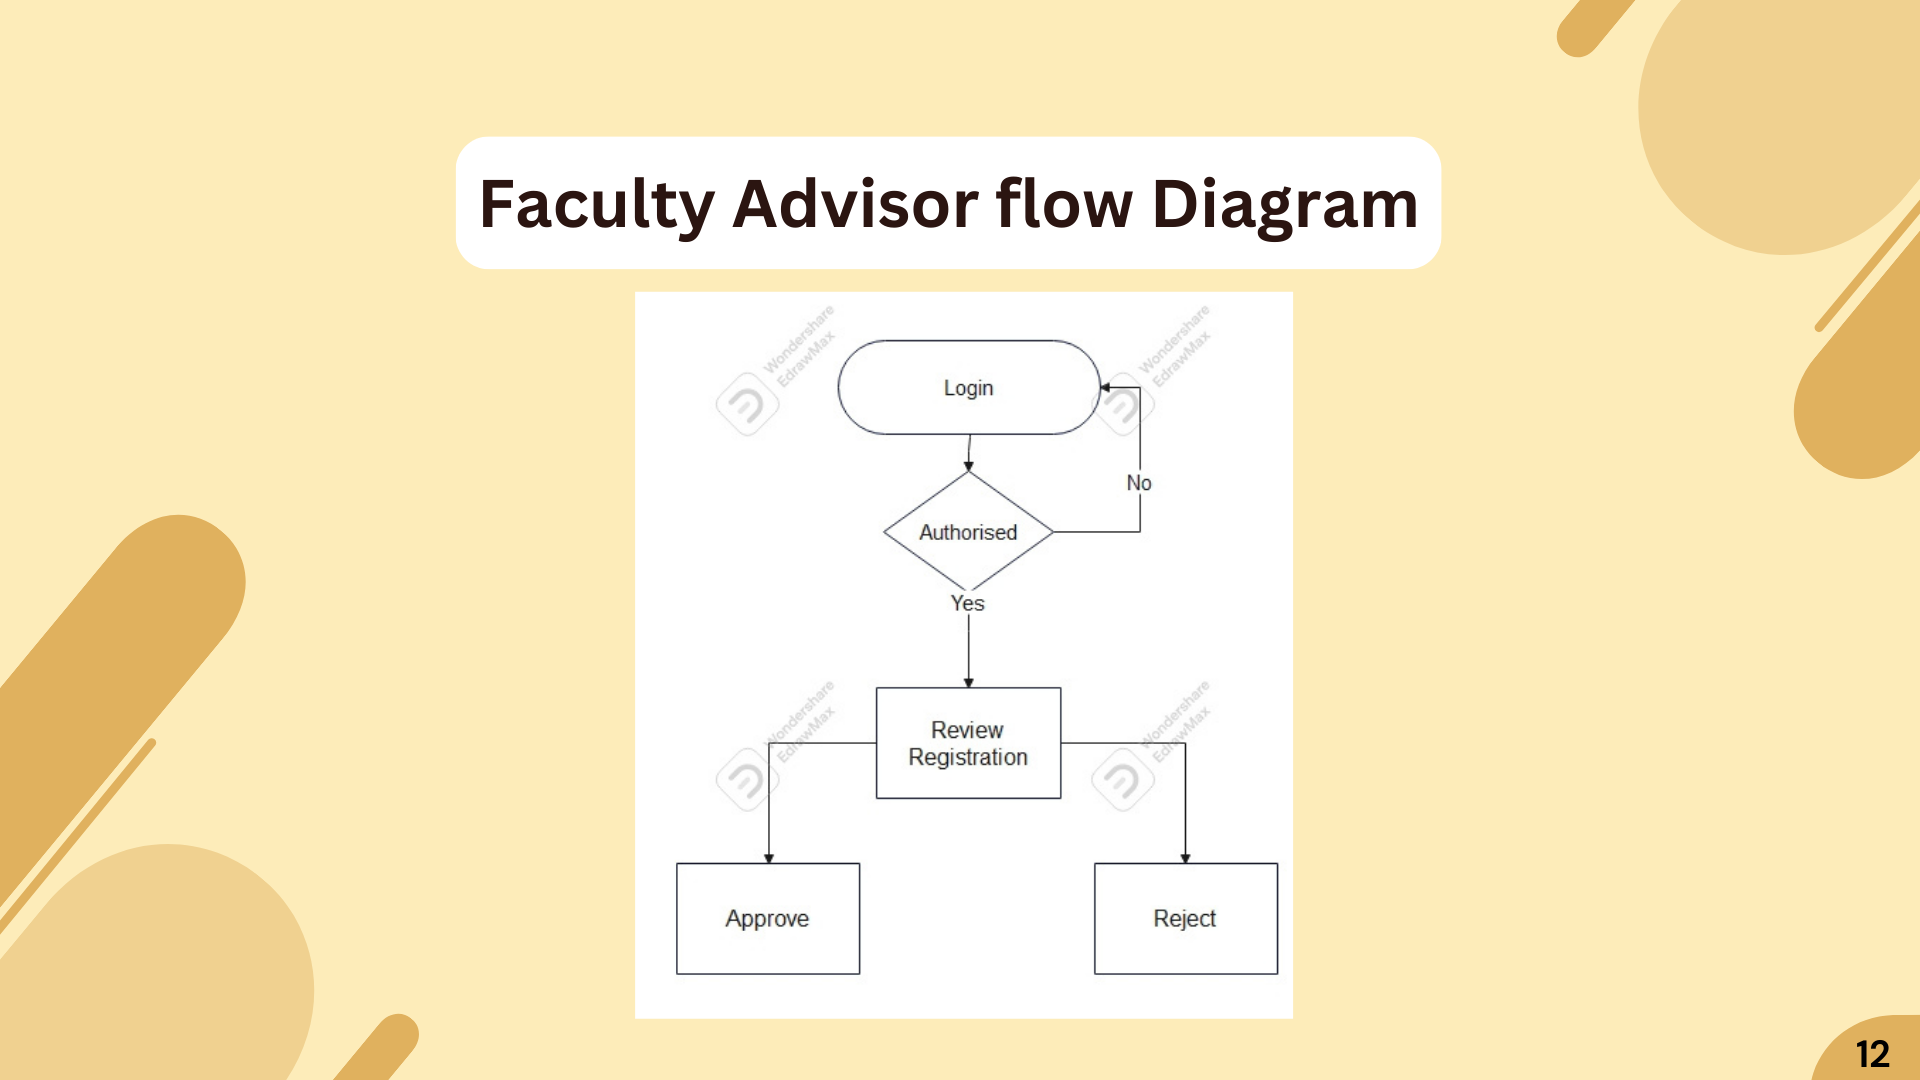 Faculty Advisor flow Diagram
Wondershare
EdrawMax
Wondershare
EdrawMax
Login
No
Authorised
Yes
Wondershare
EdrawMax
Wondershare
EdrawMax
Review
Registration
Approve
Reject
12